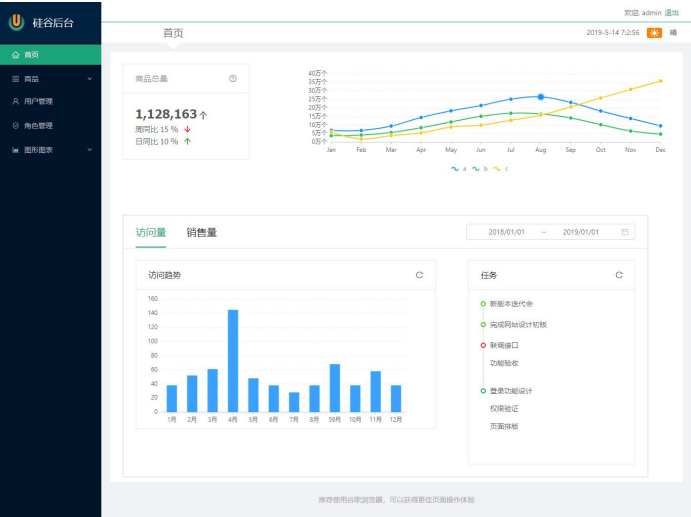 硅谷后台
欢迎, admin 退出
首页
2019-5-14 7:2:56 晴
首页
商品
用户管理
角色管理
图形图表
商品总量
1,128,163个
周同比 15 %
日同比 10 %
40万个
35万个
30万个
25万个
20万个
15万个
10万个
5万个
0万个
Jan Feb Mar Apr May Jun Jul Aug Sep Oct Nov Dec
a b c
访问量 销售量
2018/01/01 ~ 2019/01/01
访问趋势
160
140
120
100
80
60
40
20
0
1月 2月 3月 4月 5月 6月 7月 8月 59月 10月 11月 12月
任务
新版本迭代会
完成网站设计初版
联调接口
功能验收
登录功能设计
权限验证
页面排版
推荐使用谷歌浏览器，可以获得更佳页面操作体验